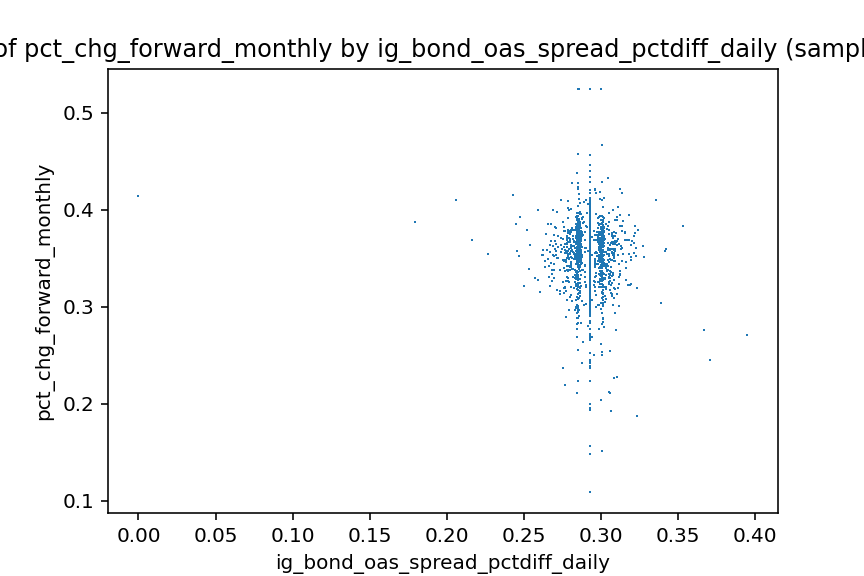 of pct_chg_forward_monthly by ig_bond_oas_spread_pctdiff_daily (sampl
0.5
0.4
0.3
0.2
0.1
pct_chg_forward_monthly
0.00 0.05 0.10 0.15 0.20 0.25 0.30 0.35 0.40
ig_bond_oas_spread_pctdiff_daily